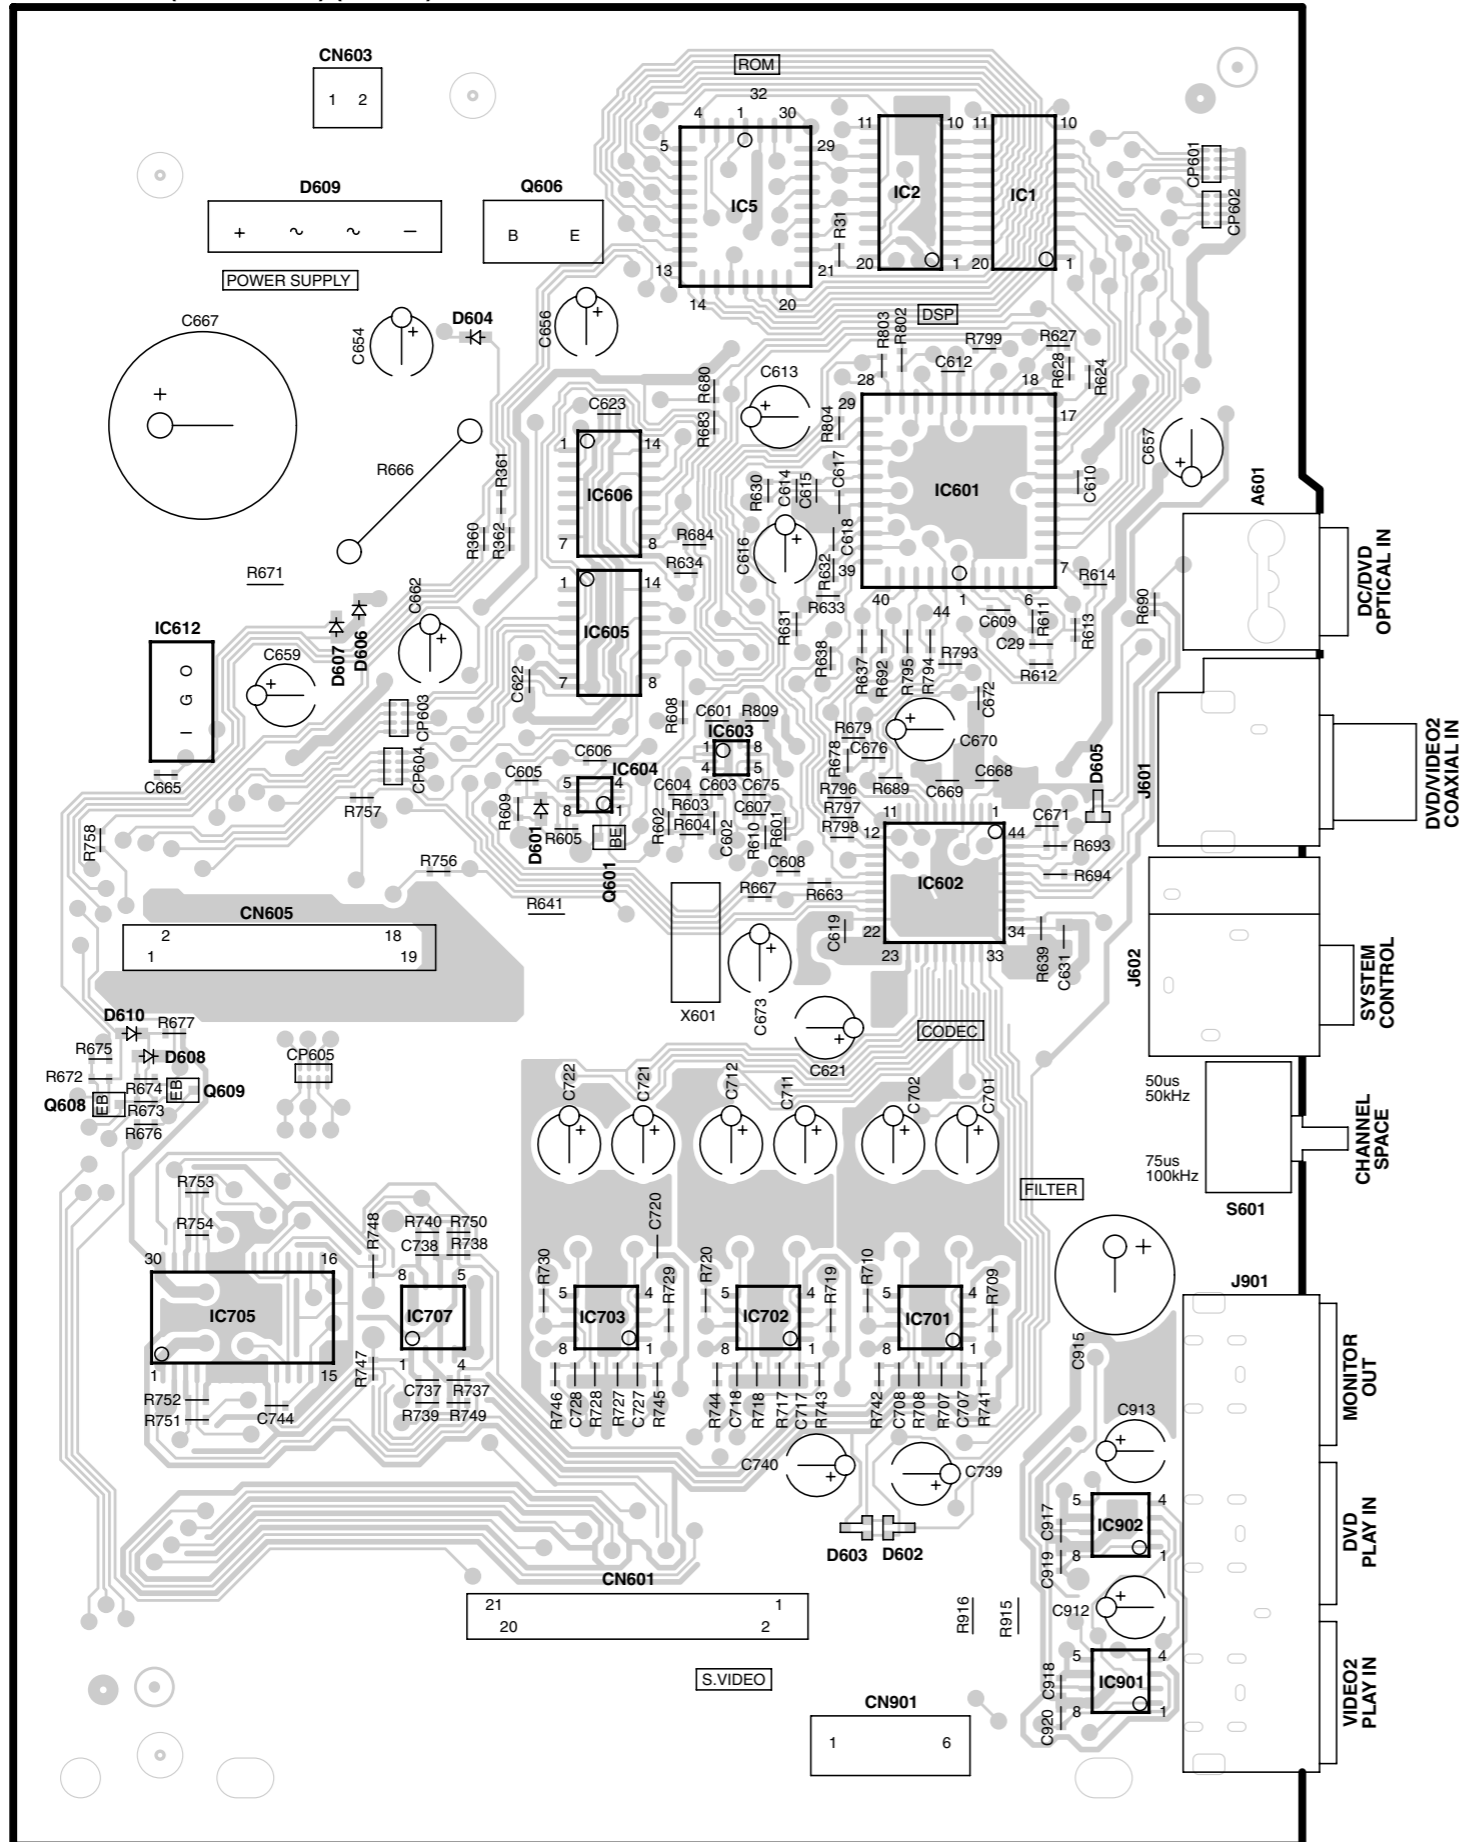 CN603
1 2
ROM
32
4 1 30
5 29
IC5
13 21
14 20
R31
11 10
IC2
20 1
11 10
IC1
20 1
CP601
CP602
D609
+ ~ ~ −
POWER SUPPLY
Q606
B E
C667
+
C654
+
D604
C656
+
DSP
R803
R802
R799
C612
R627
R628
R624
28 18
29 17
IC601
39 7
40 44 1 6
C613
+
R680
R683
R804
C623
1 14
IC606
7 8
R666
R361
R360
R362
R684
R634
R630
C614
C615
C617
C618
C616
+
R632
R633
R631
R638
C610
C657
+
A601
DC/DVD
OPTICAL IN
R614
R690
C609
R611
C29
R613
R612
R637
R692
R795
R794
R793
R671
IC612
O
G
I
D607
D606
C662
+
C659
+
1 14
IC605
7 8
C622
CP603
CP604
C665
R757
R758
R756
R608
C601
R809
IC603
1 8
4 5
C606
C605
IC604
5 4
8 1
R609
D601
R605
BE
Q601
C604
C603
C675
R603
C607
R602
R604
C602
R610
R601
C608
R679
R678
C676
+
C670
C672
R689
C669
C668
R796
R797
R798
11 1
12 44
IC602
22 34
23 33
C671
R693
R694
D605
J601
DVD/VIDEO2
COAXIAL IN
R667
R663
R641
C619
R639
C631
X601
C673
+
C621
+
CODEC
J602
SYSTEM
CONTROL
CN605
2 18
1 19
D610
R677
R675
D608
R672
R674
EB
Q609
Q608
EB
R673
R676
CP605
C722
+
C721
+
C712
+
C711
+
C702
+
C701
+
50us
50kHz
75us
100kHz
CHANNEL
SPACE
S601
FILTER
R753
R754
30 16
IC705
1 15
R752
R751
C744
R748
R740
R750
C738
R738
8 5
IC707
1 4
R747
C737
R737
R739
R749
R730
C720
R729
5 4
IC703
8 1
R746
C728
R728
R727
C727
R745
R720
R719
5 4
IC702
8 1
R744
C718
R718
R717
C717
R743
R710
R709
5 4
IC701
8 1
R742
C708
R708
R707
C707
R741
+
C915
J901
MONITOR
OUT
C740
+
C739
+
C913
+
D603
D602
5 4
IC902
8 1
C917
C919
DVD
PLAY IN
CN601
21 1
20 2
R916
R915
C912
+
5 4
IC901
8 1
C918
C920
VIDEO2
PLAY IN
S.VIDEO
CN901
1 6